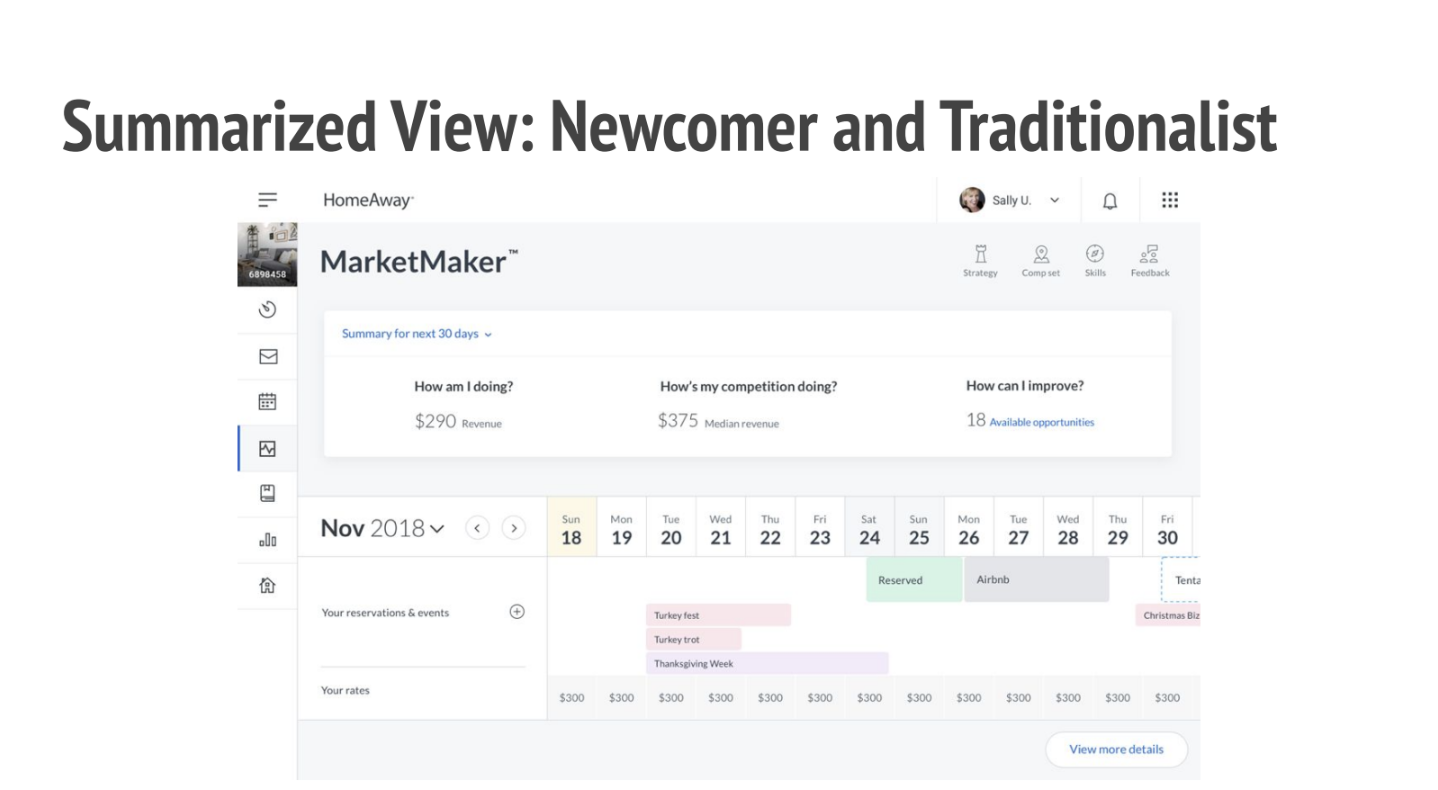 Summarized View: Newcomer and Traditionalist
HomeAway
Sally U.
6898458
MarketMaker™
Strategy Comp set Skills Feedback
Summary for next 30 days
How am I doing? How's my competition doing? How can I improve?
$290 Revenue $375 Median revenue 18 Available opportunities
Nov 2018
Sun Mon Tue Wed Thu Fri Sat Sun Mon Tue Wed Thu Fri
18 19 20 21 22 23 24 25 26 27 28 29 30
Reserved Airbnb Tenta
Your reservations & events
Turkey fest Christmas Biz
Turkey trot
Thanksgiving Week
Your rates
$300 $300 $300 $300 $300 $300 $300 $300 $300 $300 $300 $300 $300
View more details